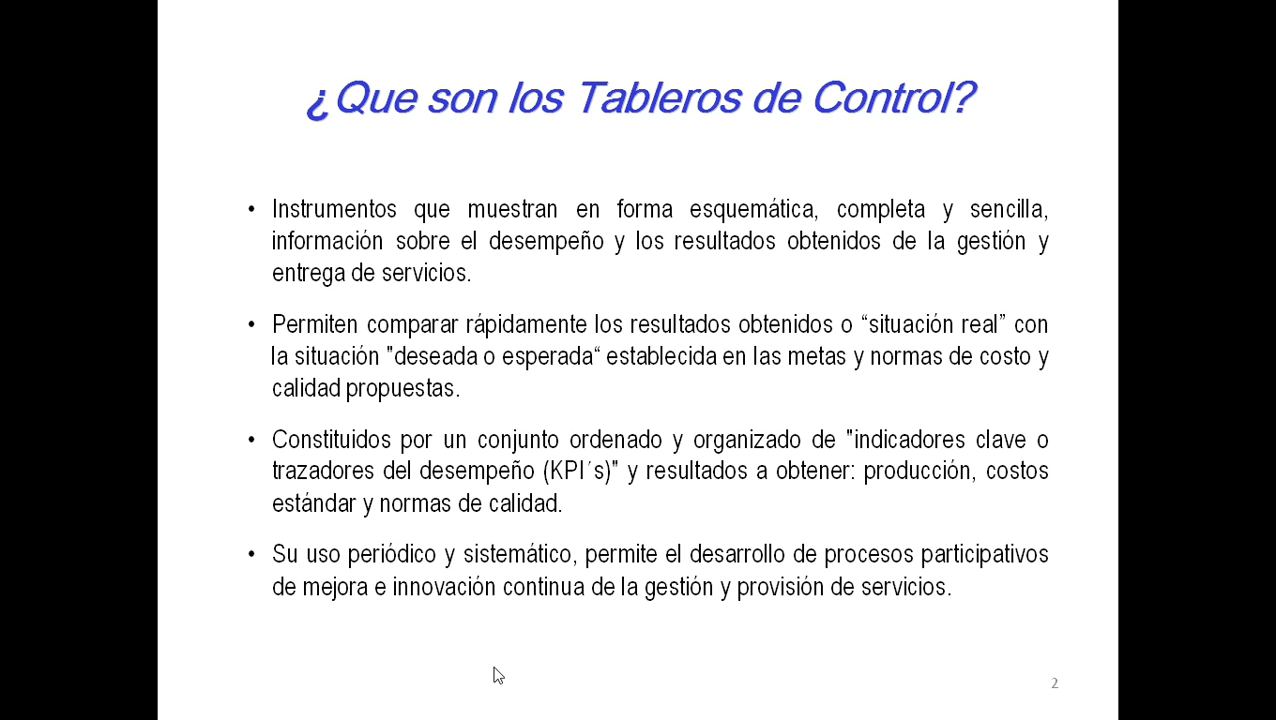 ¿Que son los Tableros de Control?
• Instrumentos que muestran en forma esquemática, completa y sencilla,
información sobre el desempeño y los resultados obtenidos de la gestión y
entrega de servicios.
• Permiten comparar rápidamente los resultados obtenidos o “situación real” con
la situación "deseada o esperada“ establecida en las metas y normas de costo y
calidad propuestas.
• Constituidos por un conjunto ordenado y organizado de "indicadores clave o
trazadores del desempeño (KPI´s)" y resultados a obtener: producción, costos
estándar y normas de calidad.
• Su uso periódico y sistemático, permite el desarrollo de procesos participativos
de mejora e innovación continua de la gestión y provisión de servicios.
2